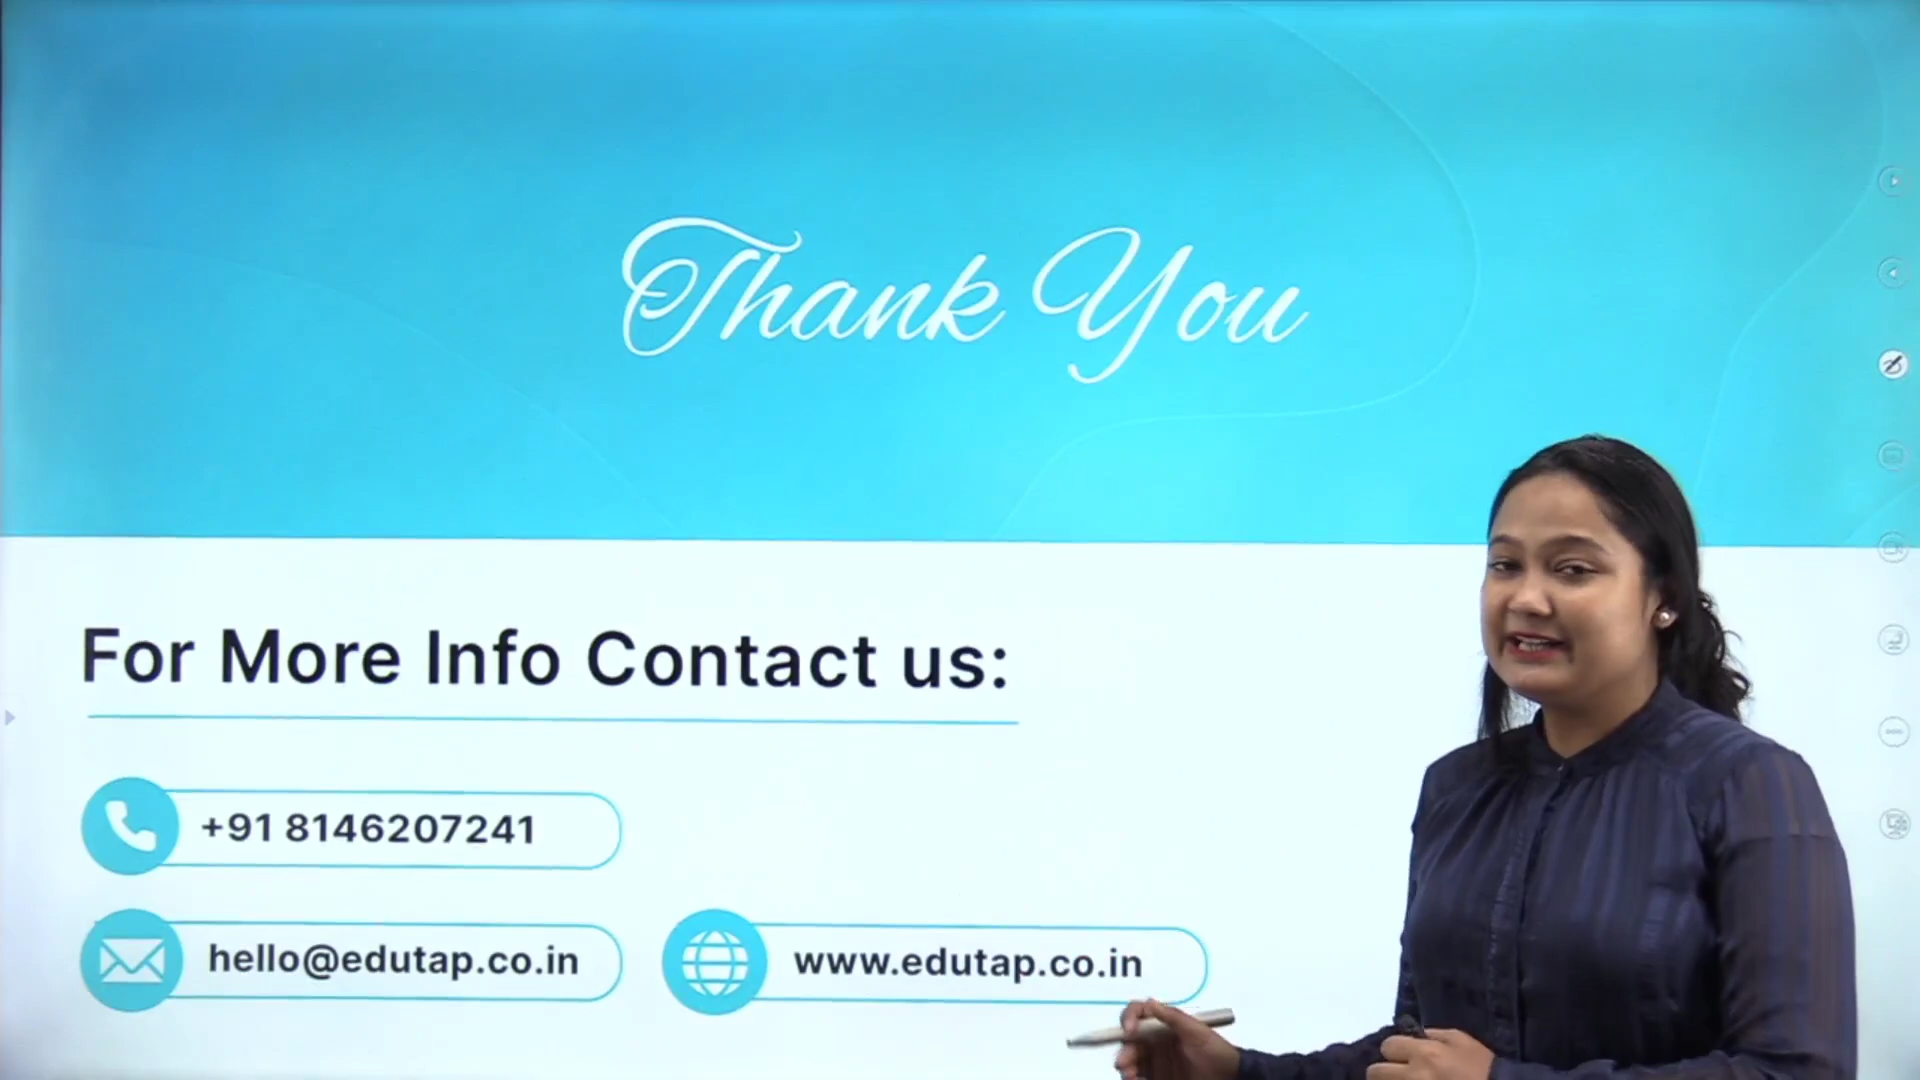 Thank You
For More Info Contact us:
+91 8146207241
hello@edutap.co.in
www.edutap.co.in